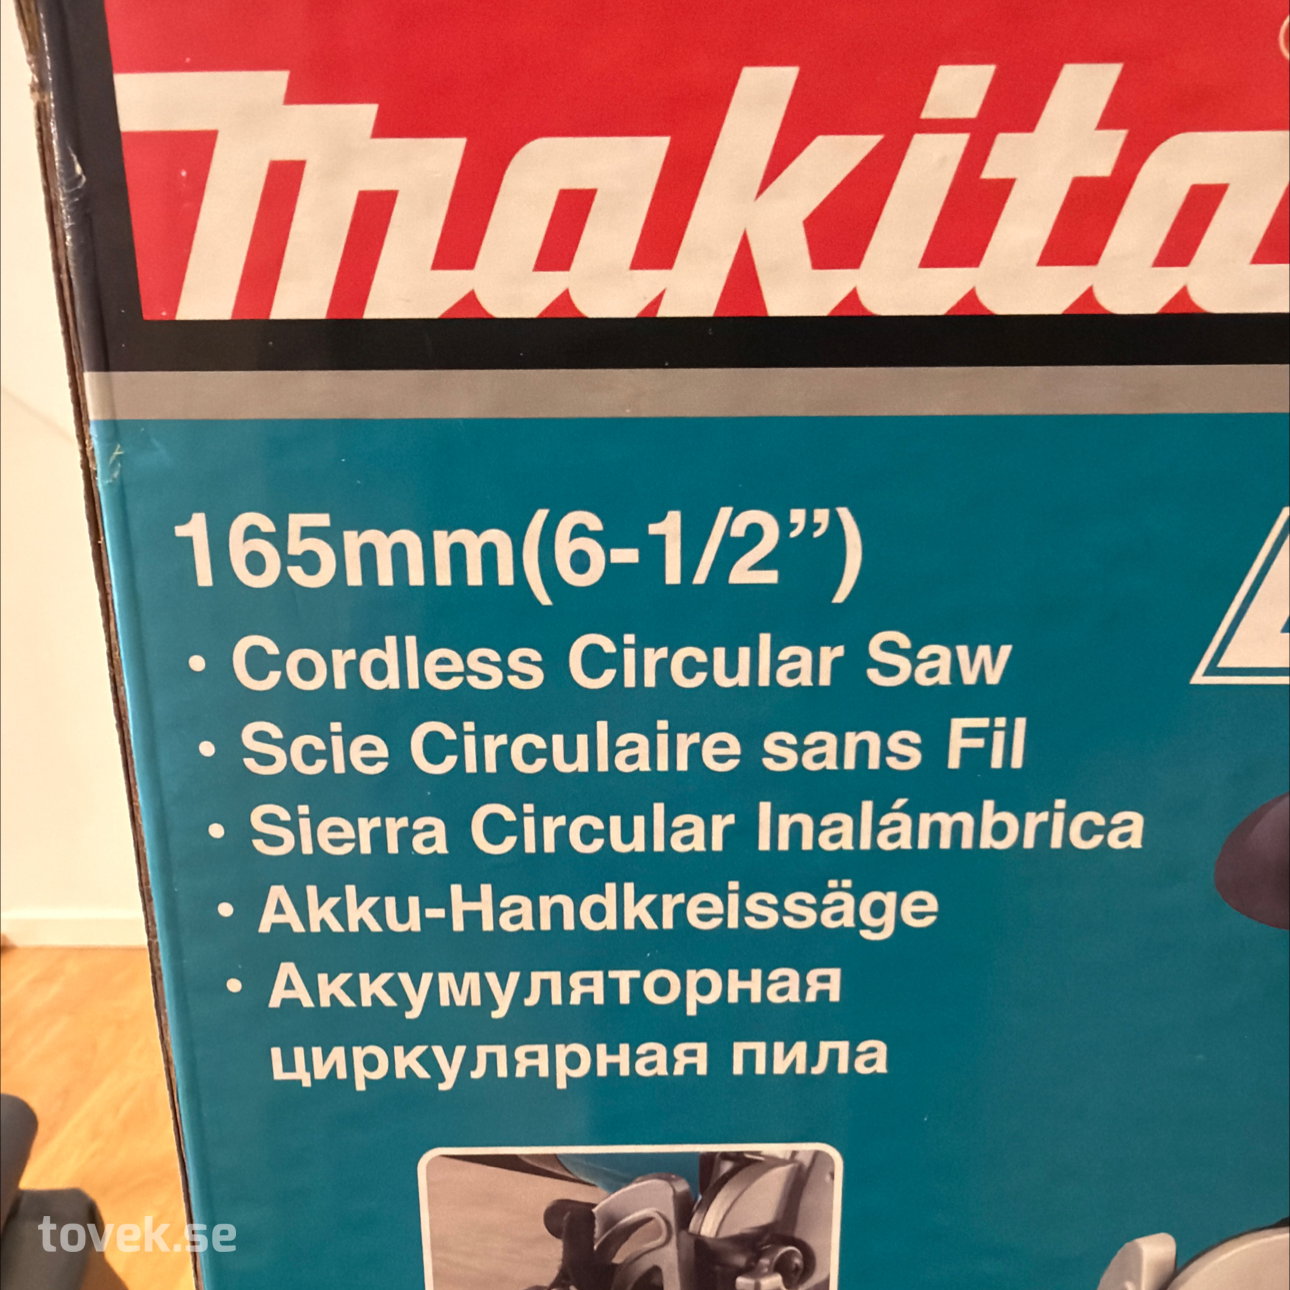 makita
165mm(6-1/2”)
• Cordless Circular Saw
• Scie Circulaire sans Fil
• Sierra Circular Inalámbrica
• Akku-Handkreissäge
• Аккумуляторная
циркулярная пила
tovek.se